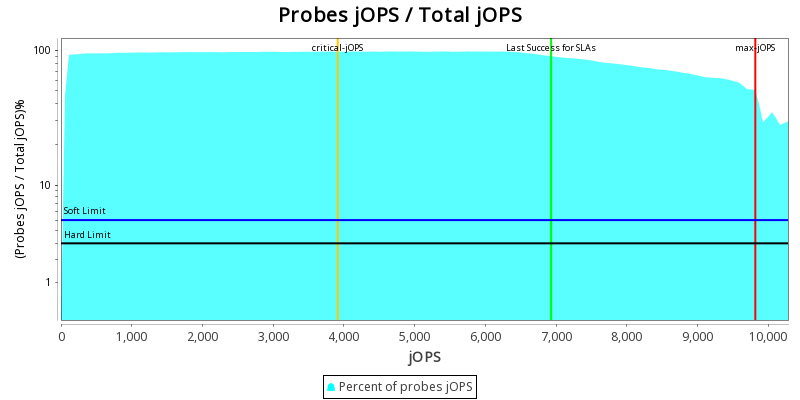 Probes jOPS / Total jOPS
(Probes jOPS / Total jOPS)%
100
10
1
critical-jOPS
Last Success for SLAs
max-jOPS
Soft Limit
Hard Limit
0
1,000
2,000
3,000
4,000
5,000
6,000
7,000
8,000
9,000
10,000
jOPS
Percent of probes jOPS